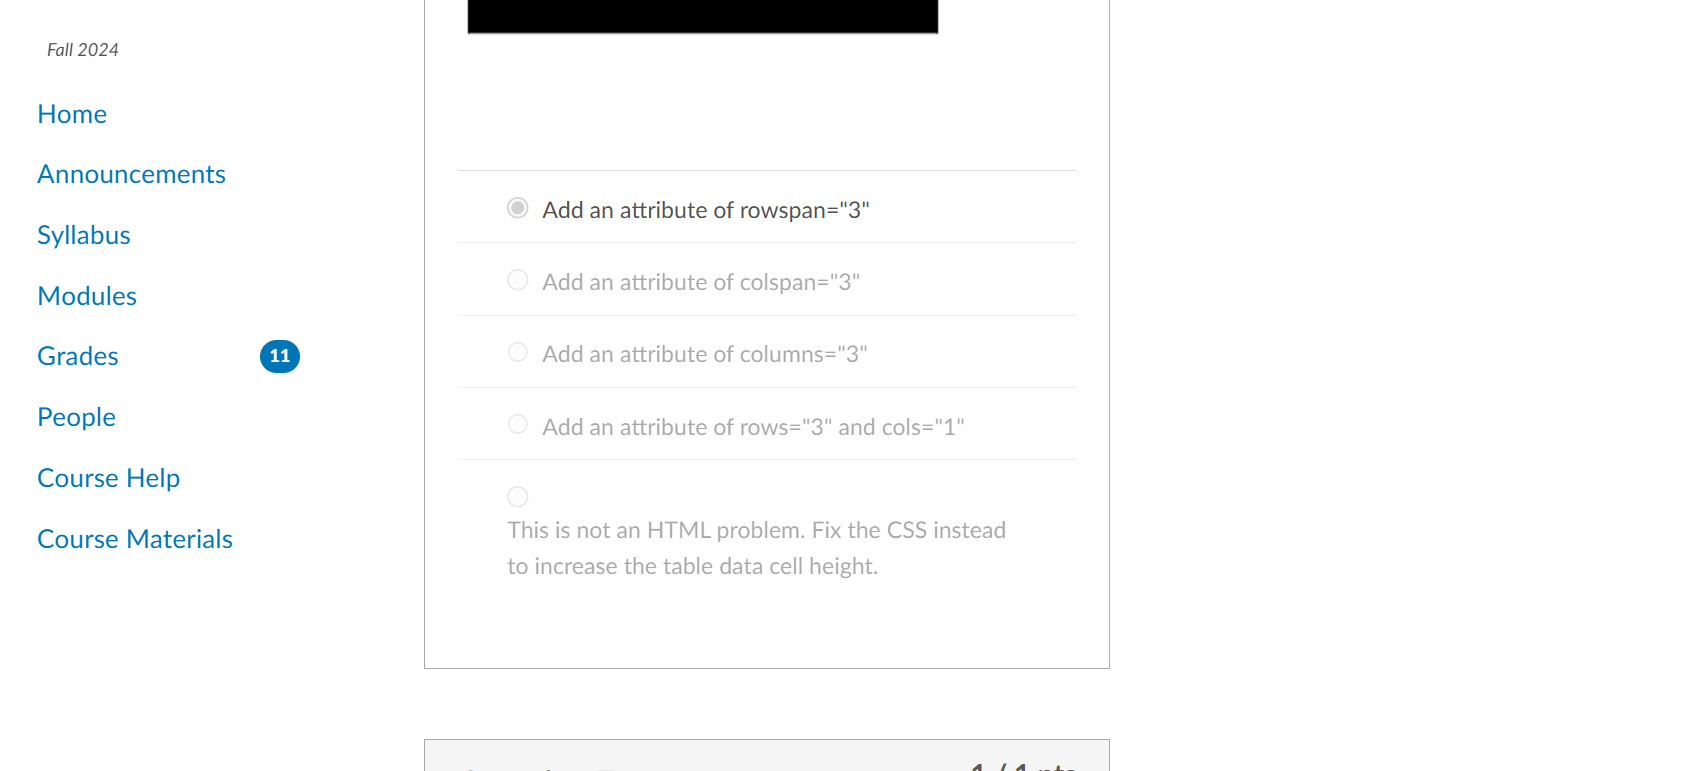 Fall 2024
Home
Announcements
Syllabus
Modules
Grades
11
People
Course Help
Course Materials
Add an attribute of rowspan="3"
Add an attribute of colspan="3"
Add an attribute of columns="3"
Add an attribute of rows="3" and cols="1"
This is not an HTML problem. Fix the CSS instead
to increase the table data cell height.
1 / 1 pts